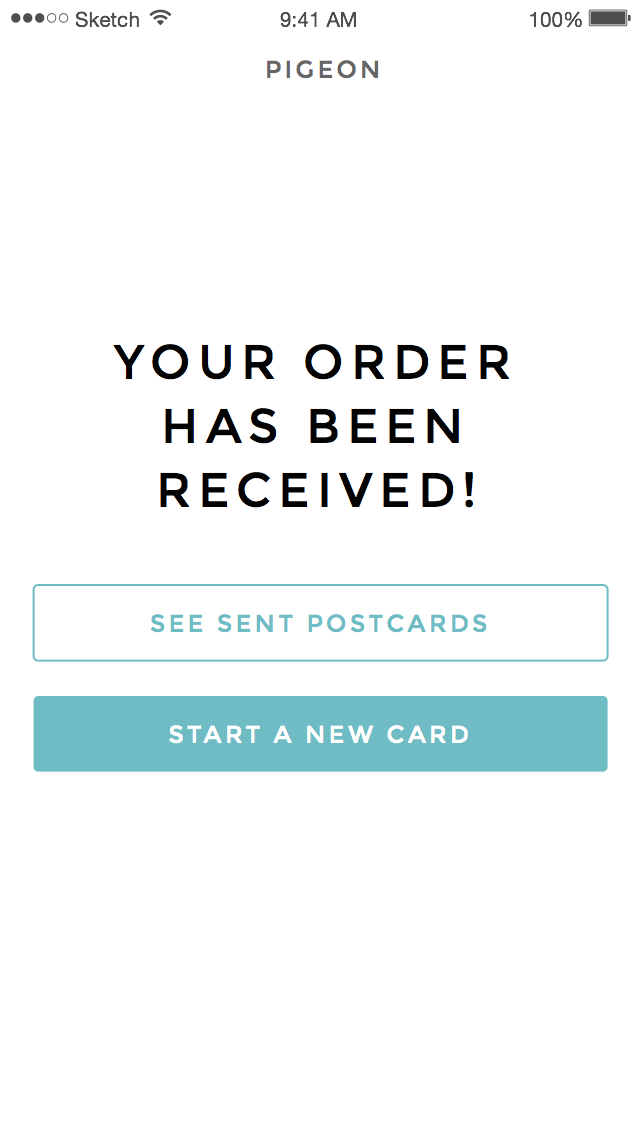 Sketch 9:41 AM 100%
PIGEON
YOUR ORDER
HAS BEEN
RECEIVED!
SEE SENT POSTCARDS
START A NEW CARD